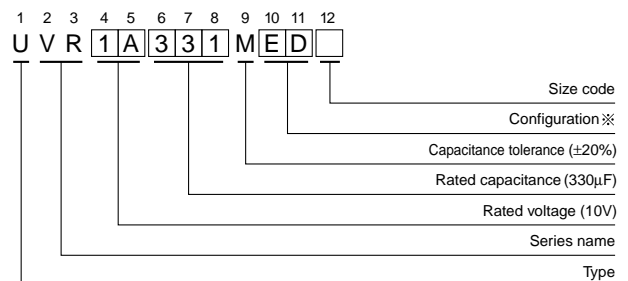 1 2 3 4 5 6 7 8 9 10 11 12
U V R 1 A 3 3 1 M E D
Size code
Configuration※
Capacitance tolerance (±20%)
Rated capacitance (330µF)
Rated voltage (10V)
Series name
Type